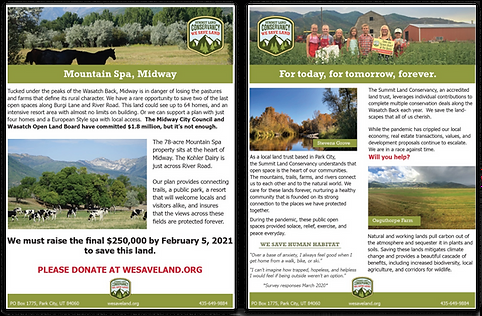 SUMMIT LAND
CONSERVANCY
WE SAVE LAND
Mountain Spa, Midway
Tucked under the peaks of the Wasatch Back, Midway is in danger of losing the pastures
and farms that define its rural character. We have a rare opportunity to save two of the last
open spaces along Burgi Lane and River Road. This land could see up to 64 homes, and an
intensive resort area with almost no limits on building. Or we can support a plan with just
four homes and a European Style spa with local access. The Midway City Council and
Wasatch Open Land Board have committed $1.8 million, but it's not enough.
The 78-acre Mountain Spa
property sits at the heart of
Midway. The Kohler Dairy is
just across River Road.
Our plan provides connecting
trails, a public park, a resort
that will welcome locals and
visitors alike, and insures
that the views across these
fields are protected forever.
We must raise the final $250,000 by February 5, 2021
to save this land.
PLEASE DONATE AT WESAVELAND.ORG
PO Box 1775, Park City, UT 84060
wesaveland.org
435-649-9884
SUMMIT LAND
CONSERVANCY
WE SAVE LAND
For today, for tomorrow, forever.
Stevens Grove
The Summit Land Conservancy, an accredited
land trust, leverages individual contributions to
complete multiple conservation deals along the
Wasatch Back each year. We save the land-
scapes that all of us cherish.
While the pandemic has crippled our local
economy, real estate transactions, values, and
development proposals continue to escalate.
We are in a race against time.
Will you help?
As a local land trust based in Park City,
the Summit Land Conservancy understands that
open space is the heart of our communities.
The mountains, trails, farms, and rivers connect
us to each other and to the natural world. We
care for these lands forever, nurturing a healthy
community that is founded on its strong
connection to the places we have protected
together.
During the pandemic, these public open
spaces provided solace, relief, exercise, and
peace everyday.
WE SAVE HUMAN HABITAT
"Over a base of anxiety, I always feel good when I
get home from a walk, bike, or ski."
"I can't imagine how trapped, hopeless, and helpless
I would feel if being outside weren't an option."
*Survey responses March 2020*
Osguthorpe Farm
Natural and working lands pull carbon out of
the atmosphere and sequester it in plants and
soils. Saving these lands mitigates climate
change and provides a beautiful cascade of
benefits, including increased biodiversity, local
agriculture, and corridors for wildlife.
PO Box 1775, Park City, UT 84060
wesaveland.org
435-649-9884